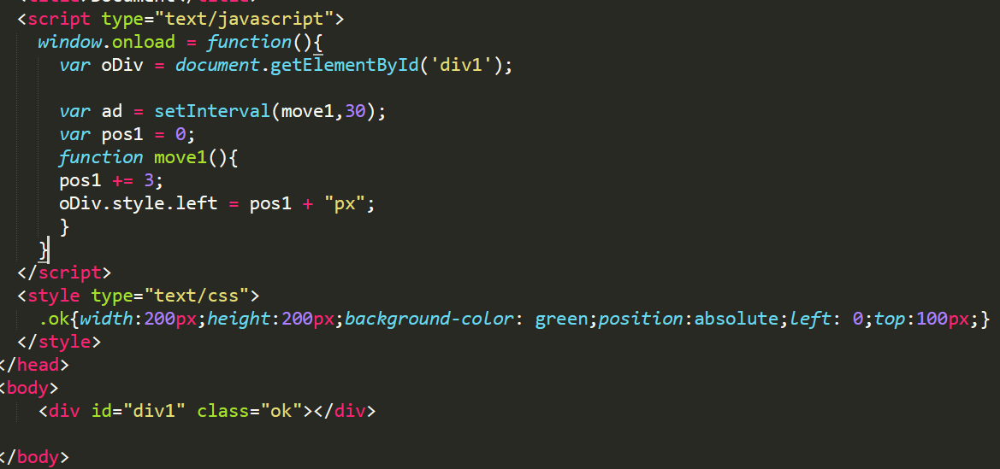 <title>Document</title>
<script type="text/javascript">
window.onload = function(){
var oDiv = document.getElementById('div1');
var ad = setInterval(move1,30);
var pos1 = 0;
function move1(){
pos1 += 3;
oDiv.style.left = pos1 + "px";
}
}
</script>
<style type="text/css">
.ok{width:200px;height:200px;background-color: green;position:absolute;left: 0;top:100px;}
</style>
</head>
<body>
<div id="div1" class="ok"></div>
</body>